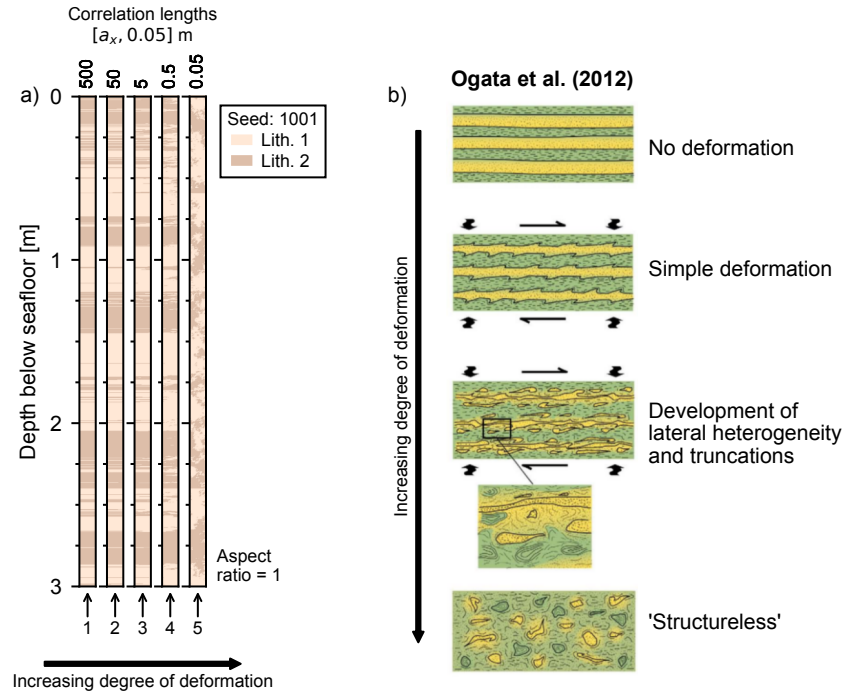 Correlation lengths
[aₓ, 0.05] m
500
50
5
0.5
0.05
a)
0
1
2
3
Depth below seafloor [m]
Seed: 1001
Lith. 1
Lith. 2
Aspect
ratio = 1
1
2
3
4
5
Increasing degree of deformation
b)
Ogata et al. (2012)
Increasing degree of deformation
No deformation
Simple deformation
Development of
lateral heterogeneity
and truncations
'Structureless'